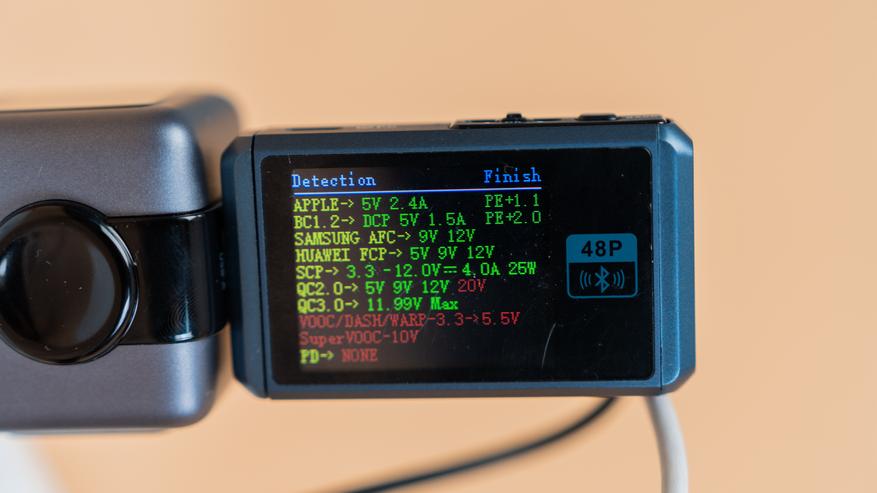 Detection Finish
APPLE-> 5V 2.4A PE+1.1
BC1.2-> DCP 5V 1.5A PE+2.0
SAMSUNG AFC-> 9V 12V
HUAWEI FCP-> 5V 9V 12V
SCP-> 3.3 -12.0V⎓4.0A 25W
QC2.0-> 5V 9V 12V 20V
QC3.0-> 11.99V Max
VOOC/DASH/WARP-3.3->5.5V
SuperVOOC-10V
PD-> NONE
48P